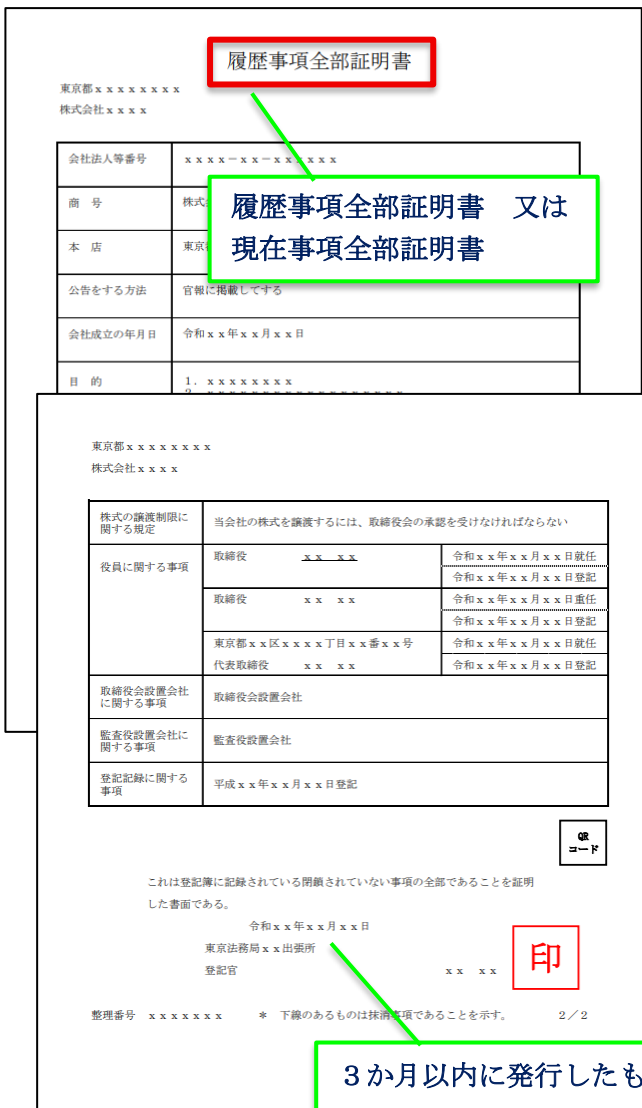 履歴事項全部証明書
東京都ｘｘｘｘｘｘｘｘ
株式会社ｘｘｘｘ
会社法人等番号 ｘｘｘｘ－ｘｘ－ｘｘｘｘｘｘ
履歴事項全部証明書　又は
現在事項全部証明書
商　号 株式
本　店 東京
公告をする方法 官報に掲載してする
会社成立の年月日 令和ｘｘ年ｘｘ月ｘｘ日
目　的 １．ｘｘｘｘｘｘｘｘ
東京都ｘｘｘｘｘｘｘｘ
株式会社ｘｘｘｘ
株式の譲渡制限に
関する規定 当会社の株式を譲渡するには、取締役会の承認を受けなければならない
役員に関する事項 取締役　ｘｘ　ｘｘ 令和ｘｘ年ｘｘ月ｘｘ日就任
令和ｘｘ年ｘｘ月ｘｘ日登記
取締役　ｘｘ　ｘｘ 令和ｘｘ年ｘｘ月ｘｘ日重任
令和ｘｘ年ｘｘ月ｘｘ日登記
東京都ｘｘ区ｘｘｘｘ丁目ｘｘ番ｘｘ号 令和ｘｘ年ｘｘ月ｘｘ日就任
代表取締役　ｘｘ　ｘｘ 令和ｘｘ年ｘｘ月ｘｘ日登記
取締役会設置会社
に関する事項 取締役会設置会社
監査役設置会社に
関する事項 監査役設置会社
登記記録に関する
事項 平成ｘｘ年ｘｘ月ｘｘ日登記
QR
コード
これは登記簿に記録されている閉鎖されていない事項の全部であることを証明
した書面である。
令和ｘｘ年ｘｘ月ｘｘ日
東京法務局ｘｘ出張所
登記官　ｘｘ　ｘｘ
印
整理番号　ｘｘｘｘｘｘｘ　＊　下線のあるものは抹消事項であることを示す。　２／２
３か月以内に発行したも